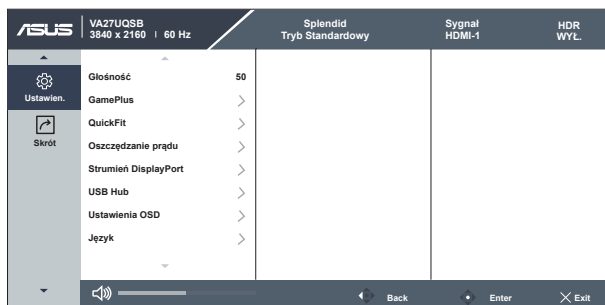 ASUS
VA27UQSB
3840 x 2160 | 60 Hz
Splendid
Tryb Standardowy
Sygnał
HDMI-1
HDR
WYŁ.
Ustawien.
Skrót
Głośność 50
GamePlus
QuickFit
Oszczędzanie prądu
Strumień DisplayPort
USB Hub
Ustawienia OSD
Język
Back
Enter
Exit